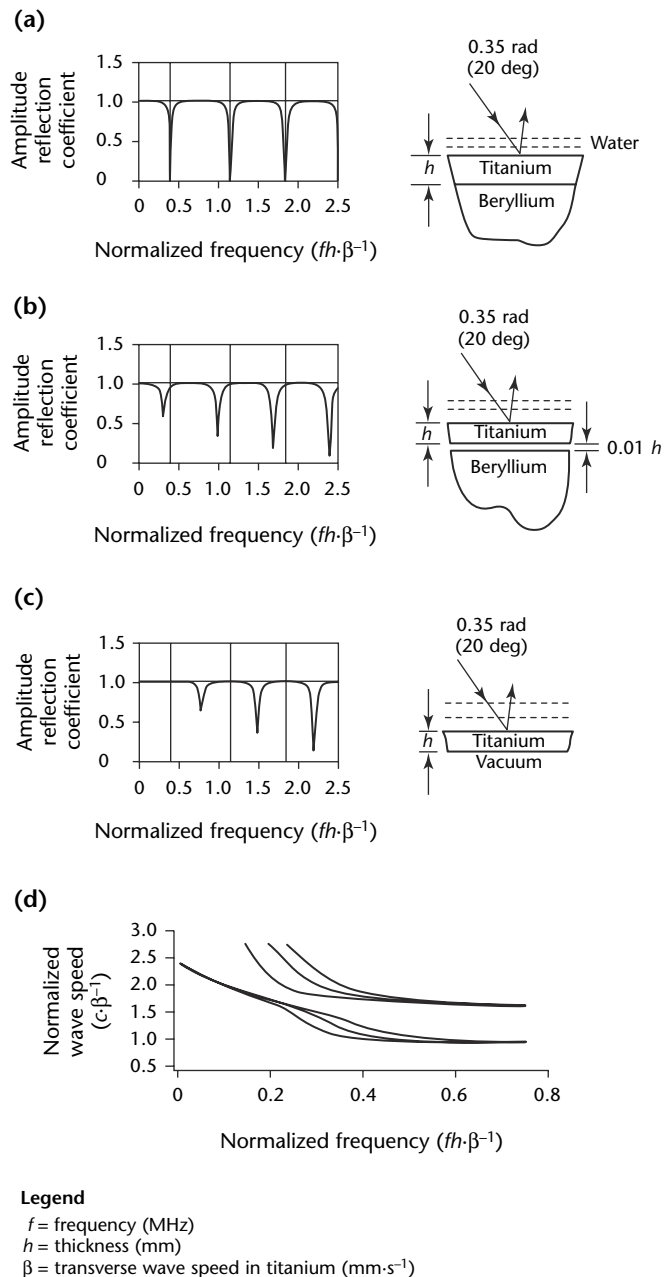 (a)
Amplitude
reflection
coefficient
1.5
1.0
0.5
0
0 0.5 1.0 1.5 2.0 2.5
Normalized frequency (fh·β⁻¹)
0.35 rad
(20 deg)
Water
h
Titanium
Beryllium
(b)
Amplitude
reflection
coefficient
1.5
1.0
0.5
0
0 0.5 1.0 1.5 2.0 2.5
Normalized frequency (fh·β⁻¹)
0.35 rad
(20 deg)
h
Titanium
0.01 h
Beryllium
(c)
Amplitude
reflection
coefficient
1.5
1.0
0.5
0
0 0.5 1.0 1.5 2.0 2.5
Normalized frequency (fh·β⁻¹)
0.35 rad
(20 deg)
h
Titanium
Vacuum
(d)
Normalized
wave speed
(c·β⁻¹)
3.0
2.5
2.0
1.5
1.0
0.5
0 0.2 0.4 0.6 0.8
Normalized frequency (fh·β⁻¹)
Legend
f = frequency (MHz)
h = thickness (mm)
β = transverse wave speed in titanium (mm·s⁻¹)